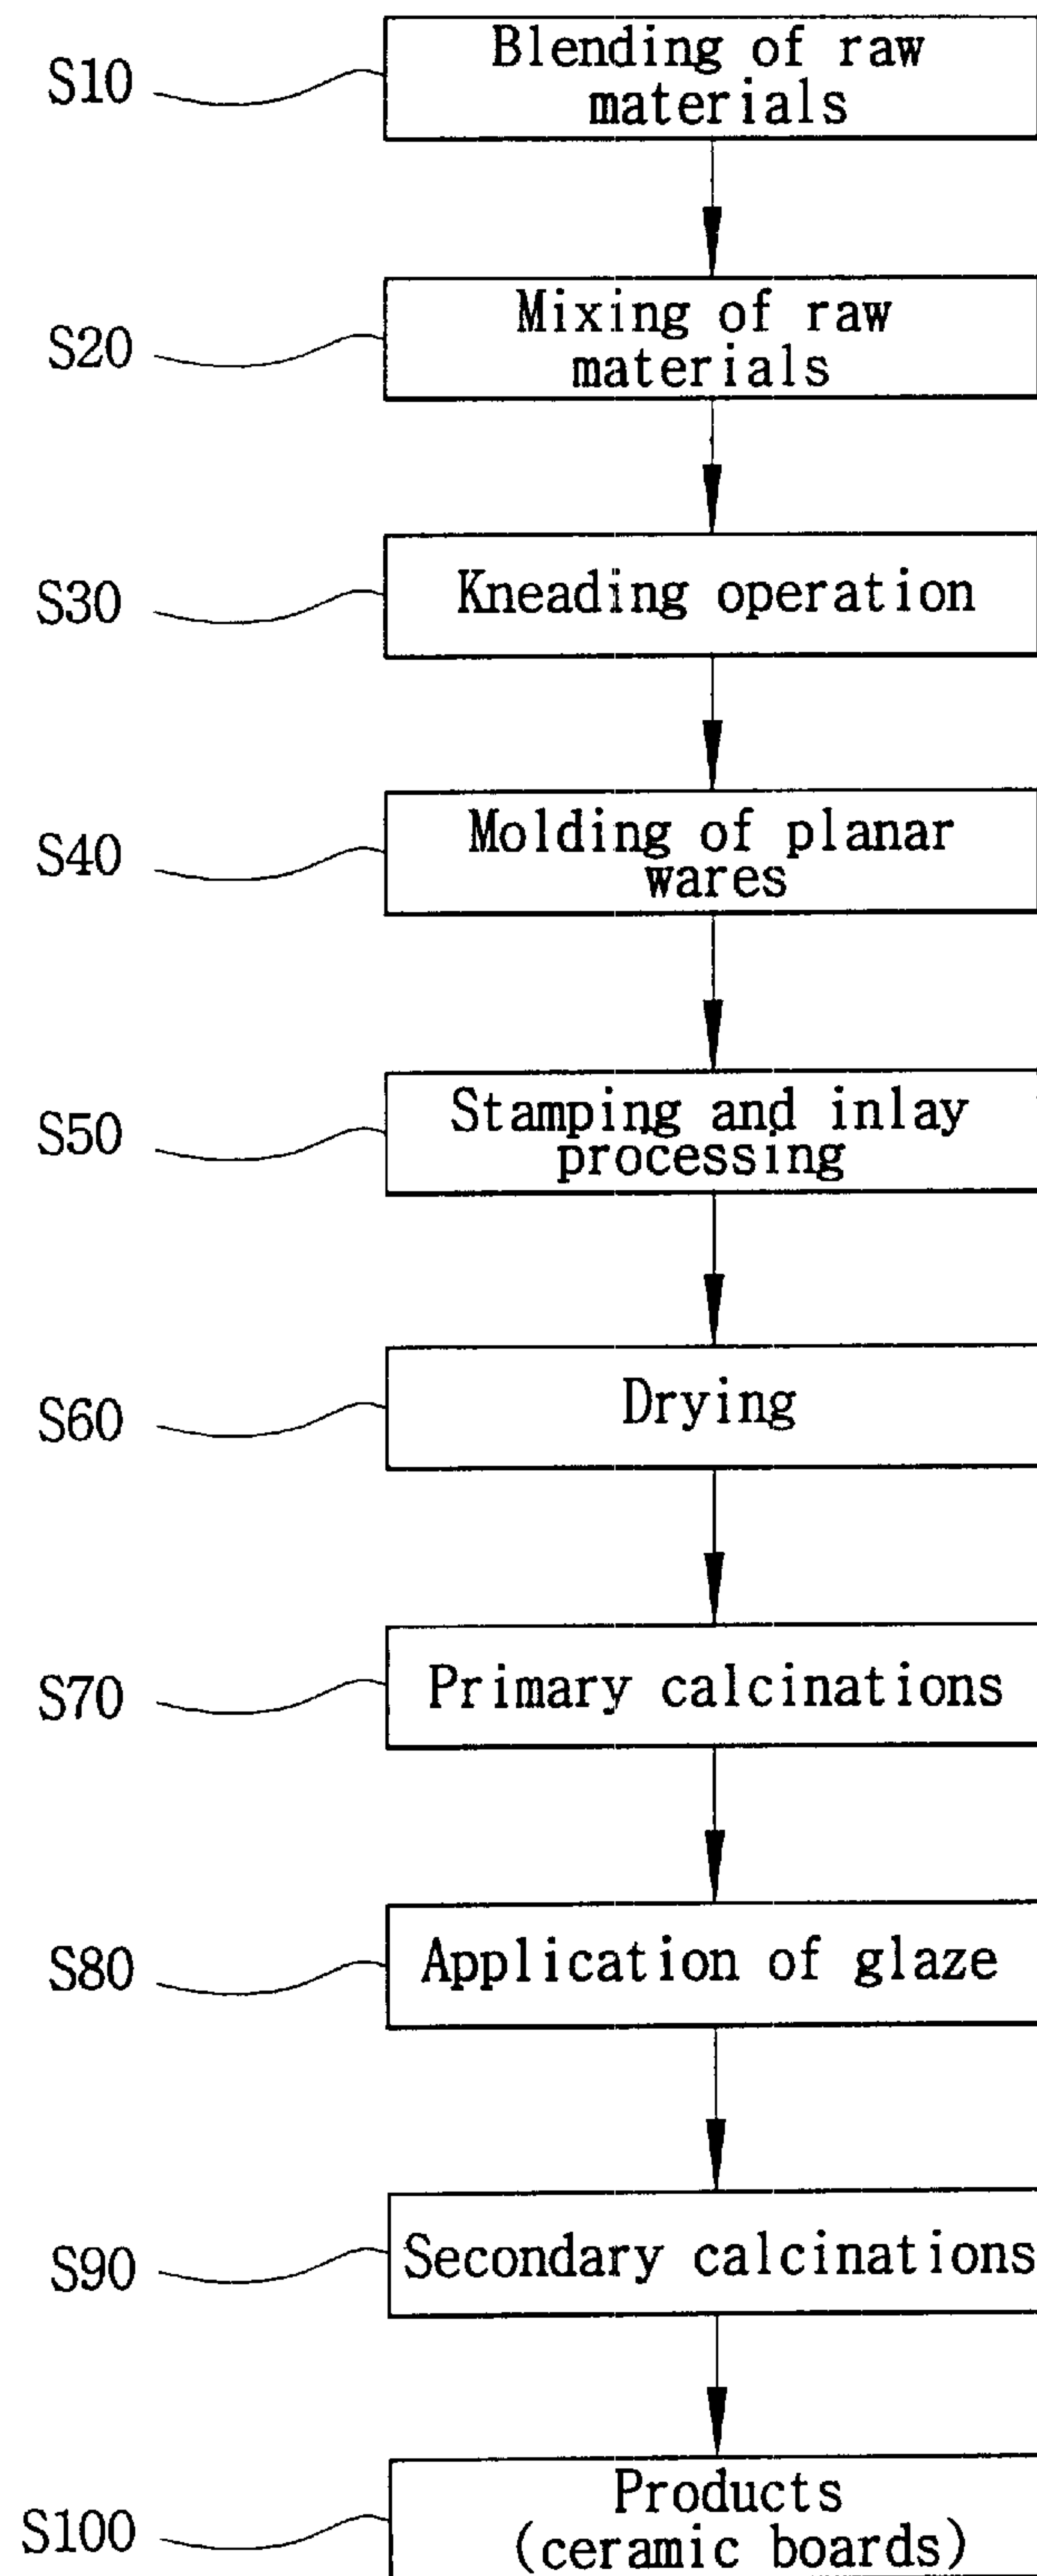 S10
Blending of raw
materials
S20
Mixing of raw
materials
S30
Kneading operation
S40
Molding of planar
wares
S50
Stamping and inlay
processing
S60
Drying
S70
Primary calcinations
S80
Application of glaze
S90
Secondary calcinations
S100
Products
(ceramic boards)